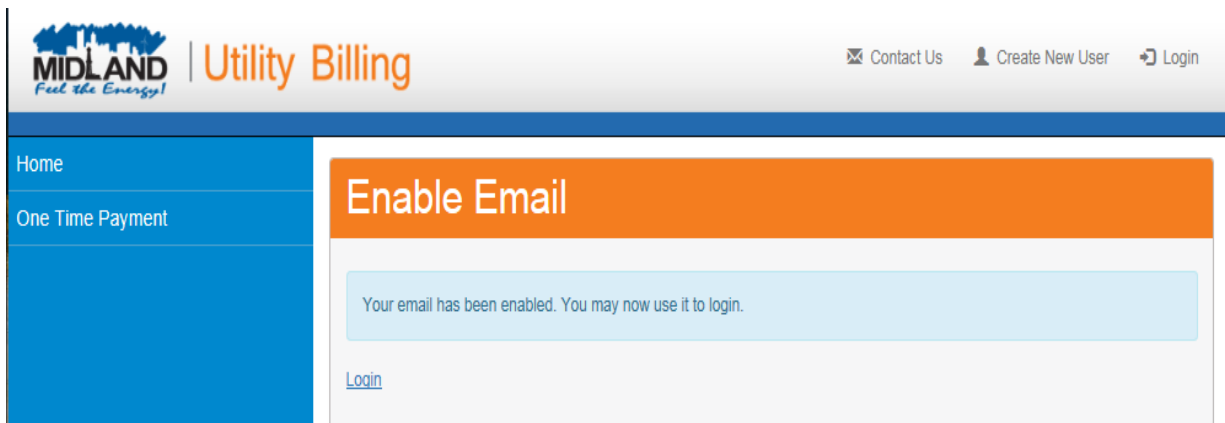 MIDLAND
Feel the Energy!
Utility Billing
Contact Us Create New User Login
Home
One Time Payment
Enable Email
Your email has been enabled. You may now use it to login.
Login